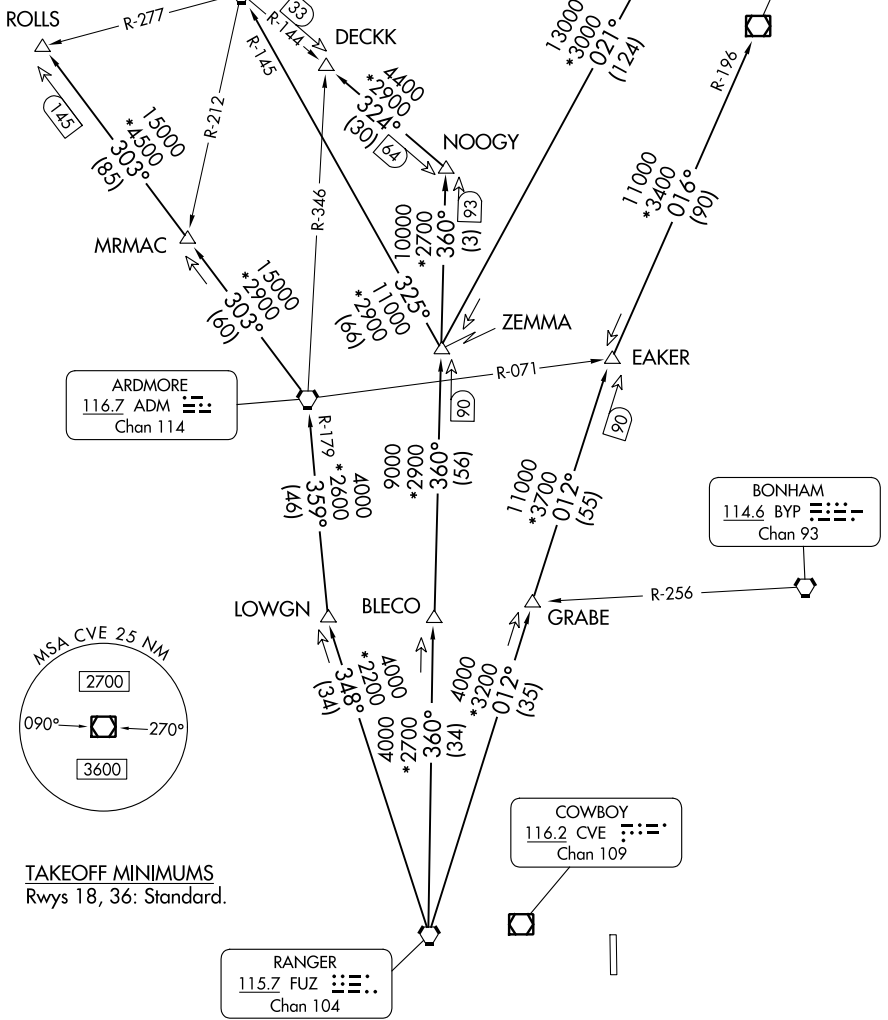 ROLLS
R-277
33
R-144
DECKK
R-145
13000
*3000
021°
(124)
R-196
145
15000
*4500
303°
(85)
R-212
4400
*2900
324°
(30)
64
NOOGY
93
11000
*3400
016°
(90)
R-346
MRMAC
10000
*2700
360°
(3)
15000
*2900
303°
(60)
325°
11000
*2900
(66)
ZEMMA
EAKER
R-071
ARDMORE
116.7 ADM
Chan 114
90
90
R-179
4000
*2600
359°
(46)
9000
*2900
360°
(56)
11000
*3700
012°
(55)
BONHAM
114.6 BYP
Chan 93
LOWGN
BLECO
GRABE
R-256
MSA CVE 25 NM
2700
090°
270°
3600
4000
*2200
348°
(34)
4000
*2700
360°
(34)
4000
*3200
012°
(35)
COWBOY
116.2 CVE
Chan 109
TAKEOFF MINIMUMS
Rwys 18, 36: Standard.
RANGER
115.7 FUZ
Chan 104